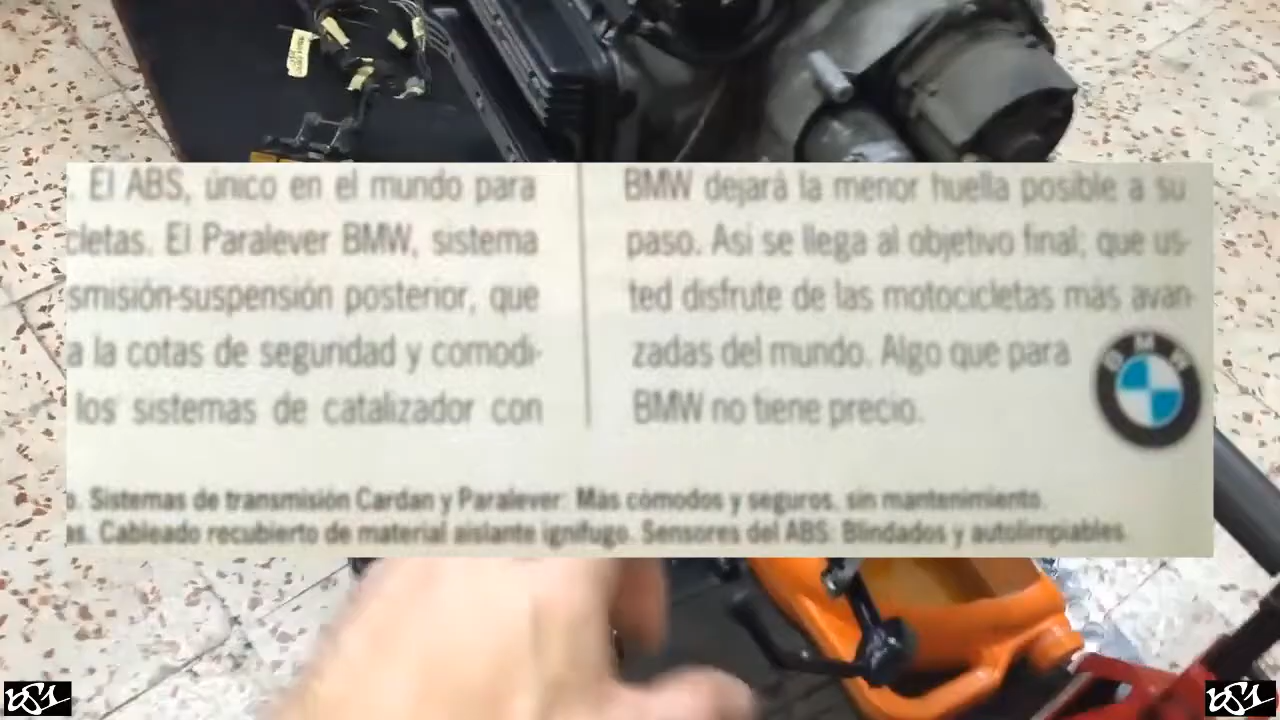 . El ABS, único en el mundo para
cletas. El Paralever BMW, sistema
smisión-suspensión posterior, que
a la cotas de seguridad y comodi-
los sistemas de catalizador con
BMW dejará la menor huella posible a su
paso. Así se llega al objetivo final; que us-
ted disfrute de las motocicletas más avan-
zadas del mundo. Algo que para
BMW no tiene precio.
BMW
o. Sistemas de transmisión Cardan y Paralever: Más cómodos y seguros, sin mantenimiento.
as. Cableado recubierto de material aislante ignífugo. Sensores del ABS: Blindados y autolimpiables.